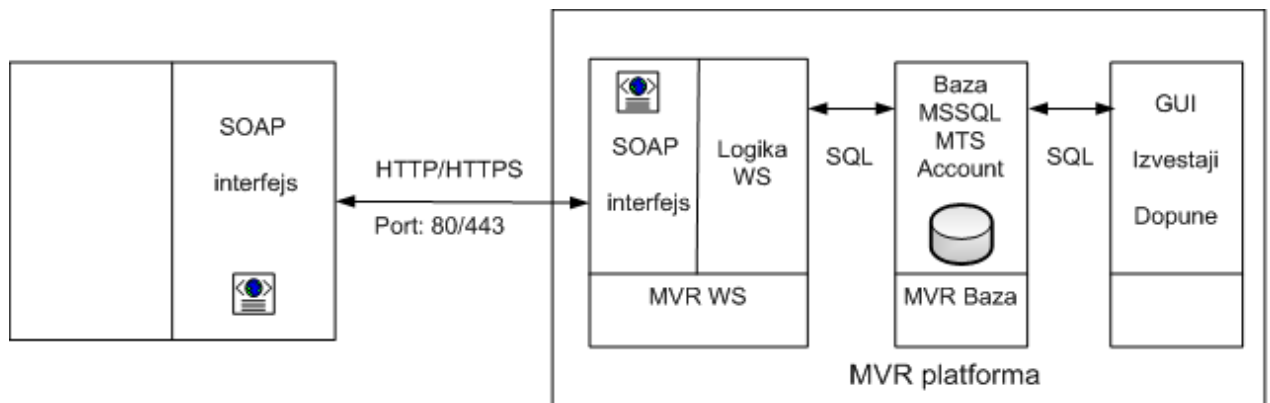 SOAP
interfejs
HTTP/HTTPS
Port: 80/443
SOAP
interfejs
Logika
WS
MVR WS
SQL
Baza
MSSQL
MTS
Account
MVR Baza
SQL
GUI
Izvestaji
Dopune
MVR platforma